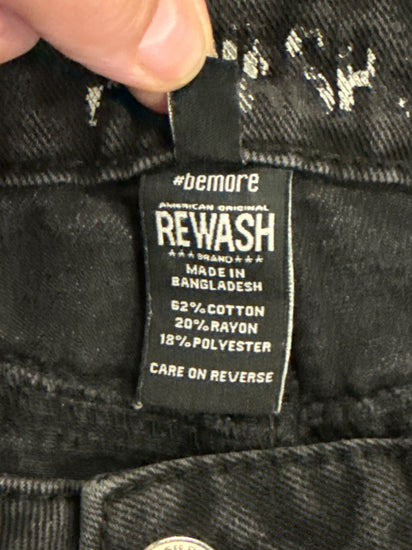 #bemore
AMERICAN ORIGINAL
REWASH
★★★ BRAND ★★★
MADE IN
BANGLADESH
62% COTTON
20% RAYON
18% POLYESTER
CARE ON REVERSE